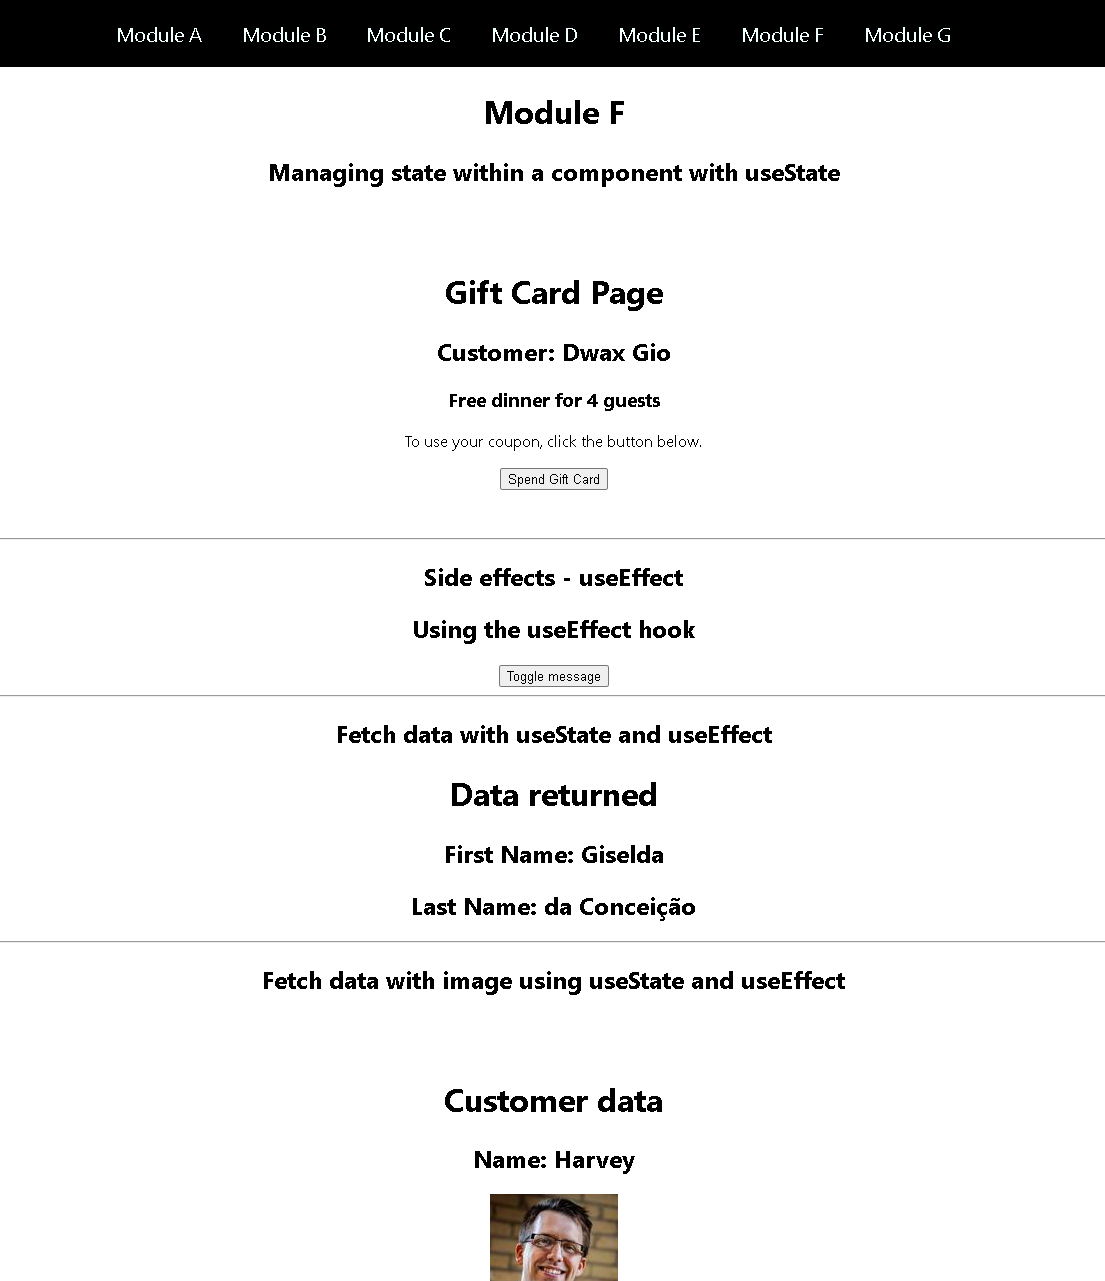 Module A Module B Module C Module D Module E Module F Module G
Module F
Managing state within a component with useState
Gift Card Page
Customer: Dwax Gio
Free dinner for 4 guests
To use your coupon, click the button below.
Spend Gift Card
Side effects - useEffect
Using the useEffect hook
Toggle message
Fetch data with useState and useEffect
Data returned
First Name: Giselda
Last Name: da Conceição
Fetch data with image using useState and useEffect
Customer data
Name: Harvey